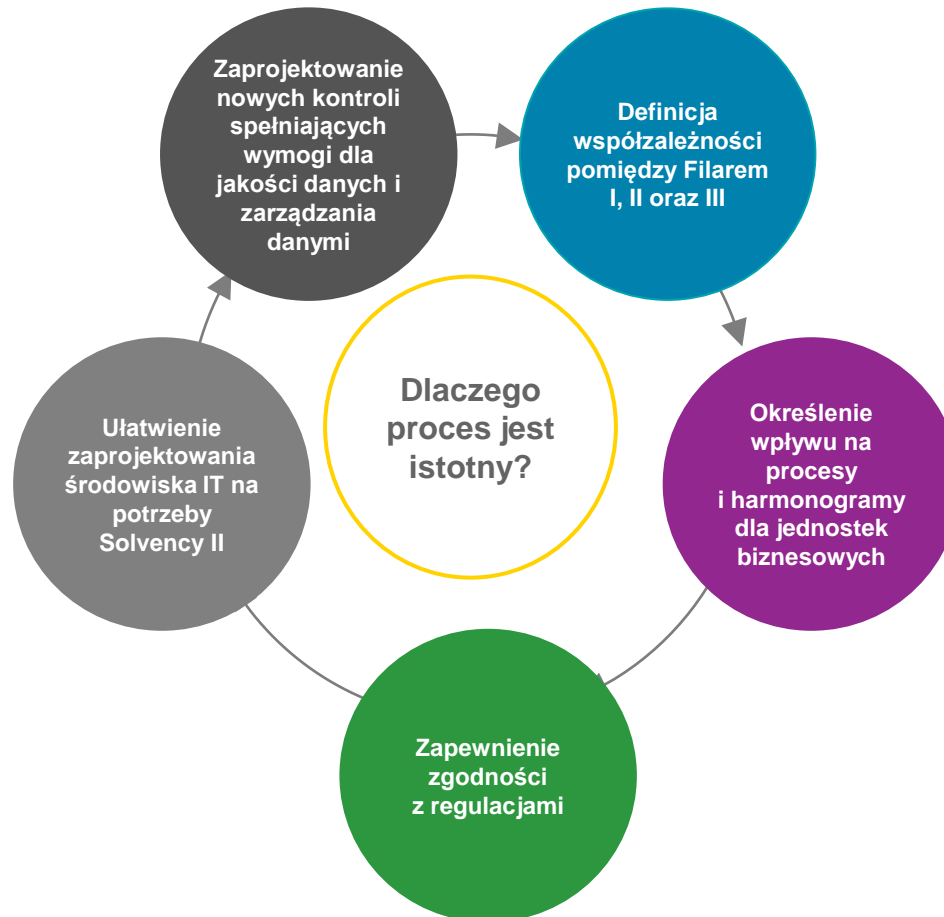 Zaprojektowanie
nowych kontroli
spełniających
wymogi dla
jakości danych i
zarządzania
danymi
Definicja
współzależności
pomiędzy Filarem
I, II oraz III
Dlaczego
proces jest
istotny?
Określenie
wpływu na
procesy
i harmonogramy
dla jednostek
biznesowych
Ułatwienie
zaprojektowania
środowiska IT na
potrzeby
Solvency II
Zapewnienie
zgodności
z regulacjami